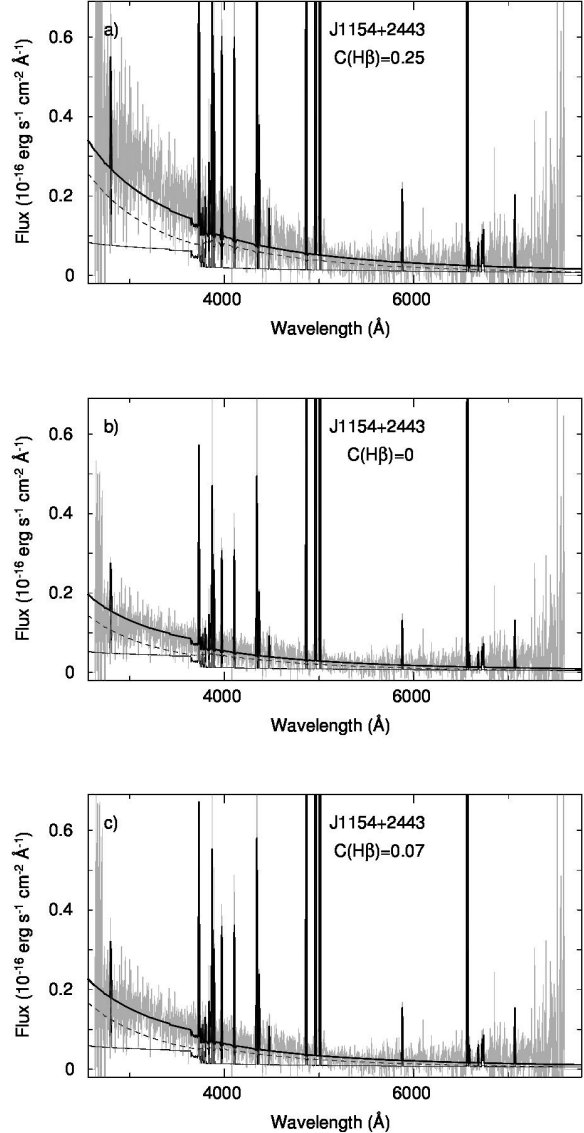 a)
J1154+2443
C(Hβ)=0.25
0.6
0.4
0.2
0
Flux (10⁻¹⁶ erg s⁻¹ cm⁻² Å⁻¹)
4000
6000
Wavelength (Å)
b)
J1154+2443
C(Hβ)=0
0.6
0.4
0.2
0
Flux (10⁻¹⁶ erg s⁻¹ cm⁻² Å⁻¹)
4000
6000
Wavelength (Å)
c)
J1154+2443
C(Hβ)=0.07
0.6
0.4
0.2
0
Flux (10⁻¹⁶ erg s⁻¹ cm⁻² Å⁻¹)
4000
6000
Wavelength (Å)